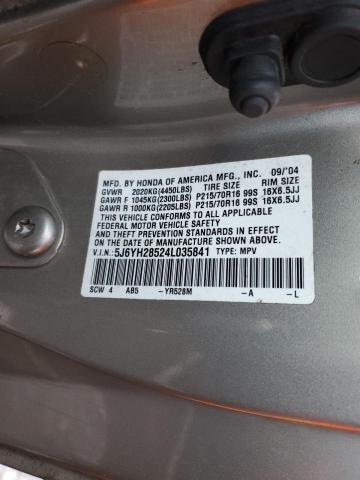 MFD. BY HONDA OF AMERICA MFG., INC. 09/'04
GVWR 2020KG(4450LBS) TIRE SIZE RIM SIZE
GAWR F 1045KG(2300LBS) P215/70R16 99S 16X6.5JJ
GAWR R 1000KG(2205LBS) P215/70R16 99S 16X6.5JJ
THIS VEHICLE CONFORMS TO ALL APPLICABLE
FEDERAL MOTOR VEHICLE SAFETY
AND THEFT PREVENTION STANDARDS IN EFFECT
ON THE DATE OF MANUFACTURE SHOWN ABOVE.
V.I.N.: 5J6YH28524L035841 TYPE: MPV
SCW 4 AB5 -YR528M -A -L